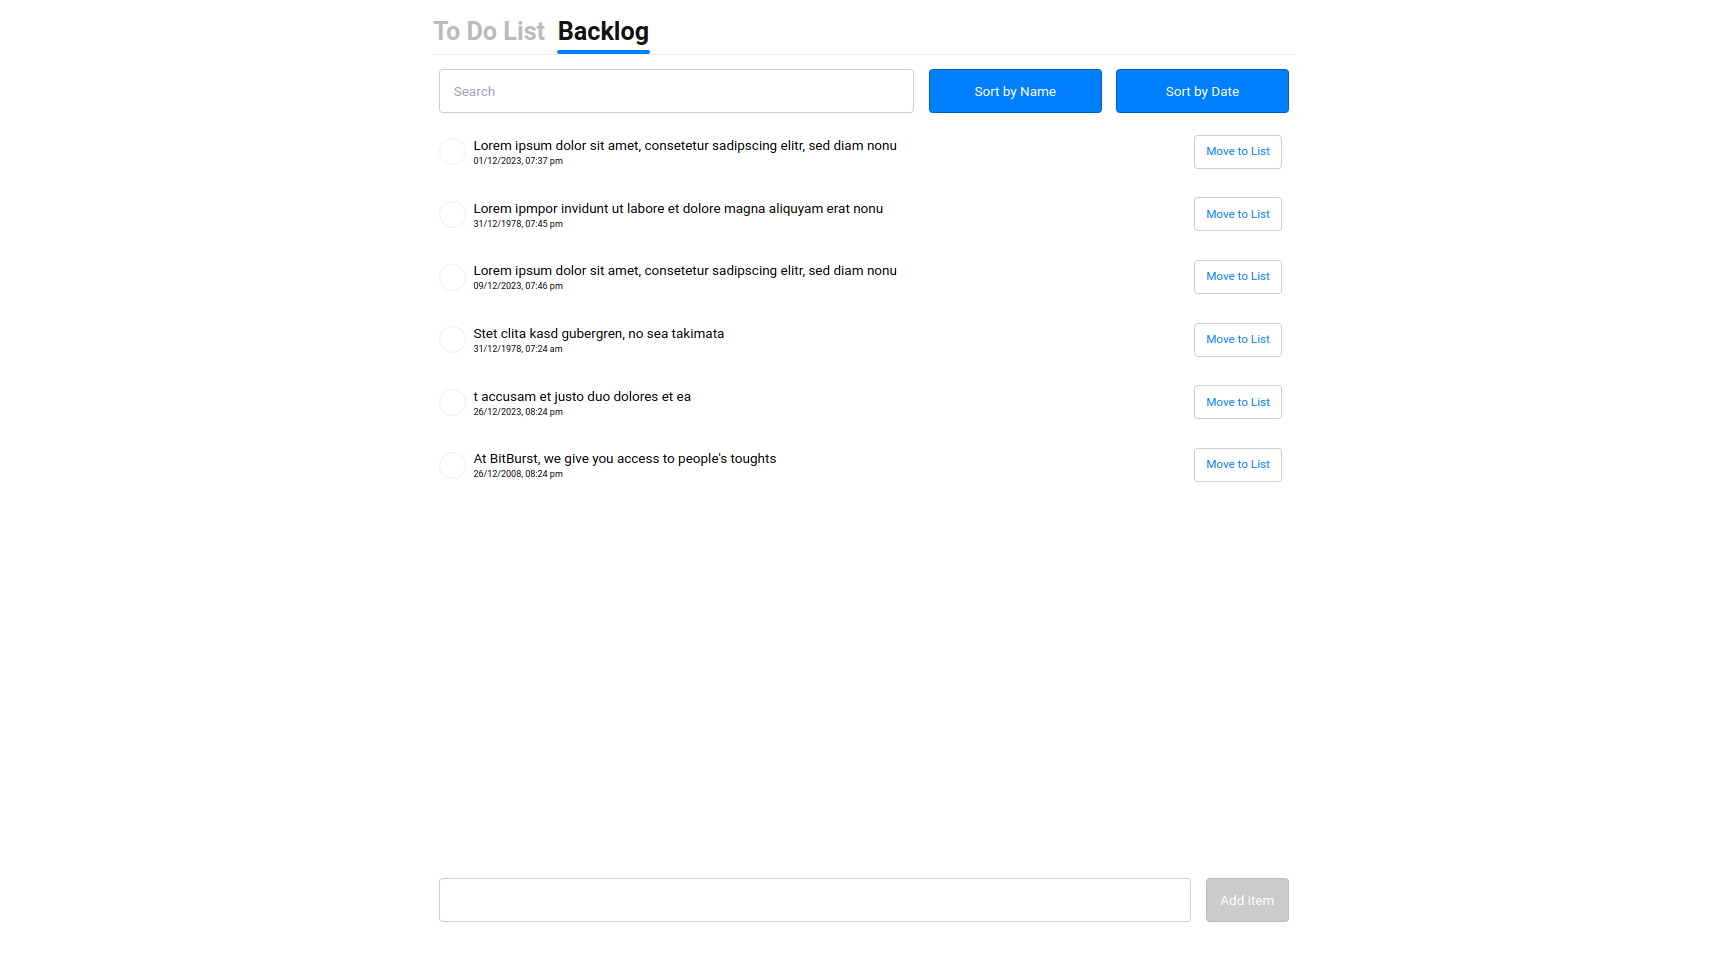 To Do List Backlog
Search Sort by Name Sort by Date
Lorem ipsum dolor sit amet, consetetur sadipscing elitr, sed diam nonu
01/12/2023, 07:37 pm
Move to List
Lorem ipmpor invidunt ut labore et dolore magna aliquyam erat nonu
31/12/1978, 07:45 pm
Move to List
Lorem ipsum dolor sit amet, consetetur sadipscing elitr, sed diam nonu
09/12/2023, 07:46 pm
Move to List
Stet clita kasd gubergren, no sea takimata
31/12/1978, 07:24 am
Move to List
t accusam et justo duo dolores et ea
26/12/2023, 08:24 pm
Move to List
At BitBurst, we give you access to people's toughts
26/12/2008, 08:24 pm
Move to List
Add item